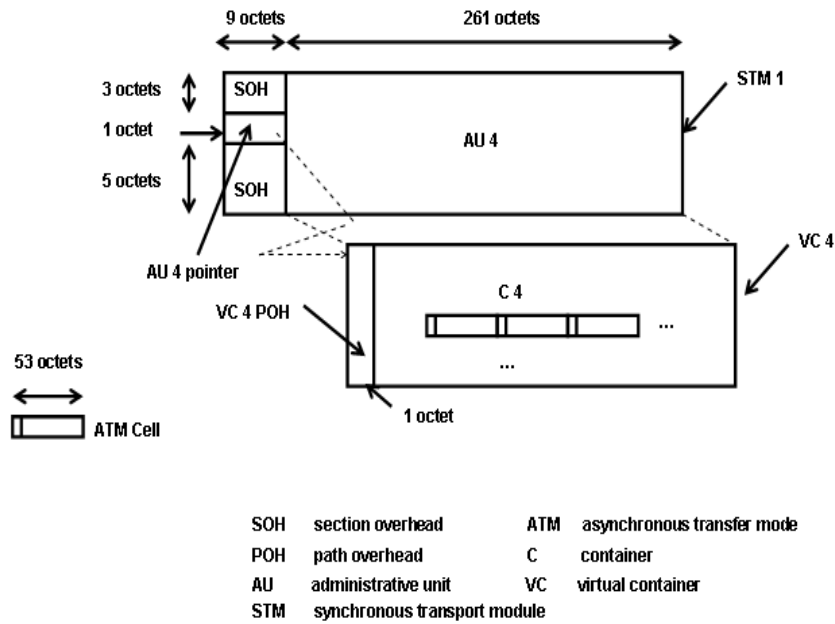 9 octets
261 octets
3 octets
SOH
STM 1
1 octet
AU 4
5 octets
SOH
VC 4
AU 4 pointer
C 4
VC 4 POH
...
53 octets
...
1 octet
ATM Cell
SOH section overhead ATM asynchronous transfer mode
POH path overhead C container
AU administrative unit VC virtual container
STM synchronous transport module